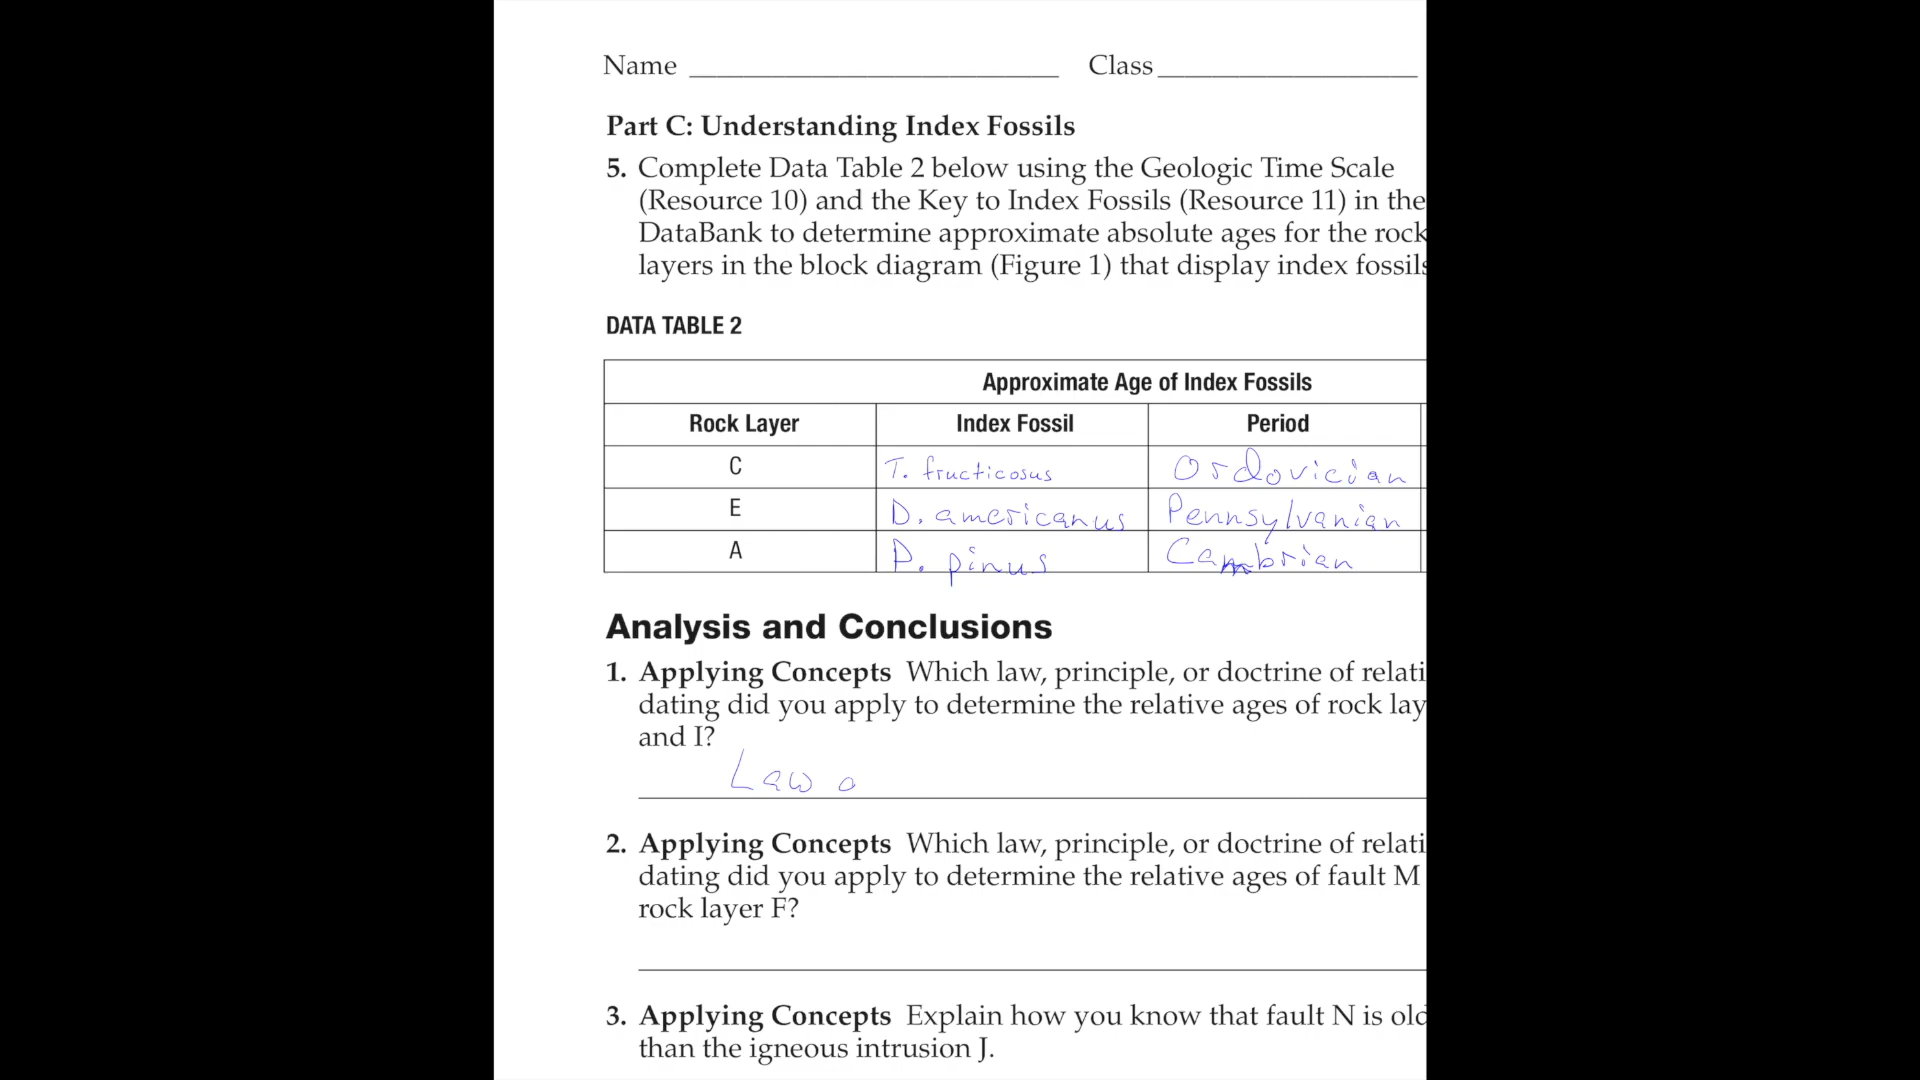 Name Class
Part C: Understanding Index Fossils
5. Complete Data Table 2 below using the Geologic Time Scale
(Resource 10) and the Key to Index Fossils (Resource 11) in the
DataBank to determine approximate absolute ages for the rock
layers in the block diagram (Figure 1) that display index fossils
DATA TABLE 2
Approximate Age of Index Fossils
Rock Layer Index Fossil Period
C T. fructicosus Ordovician
E D. americanus Pennsylvanian
A P. pinus Cambrian
Analysis and Conclusions
1. Applying Concepts Which law, principle, or doctrine of relati
dating did you apply to determine the relative ages of rock lay
and I?
Law o
2. Applying Concepts Which law, principle, or doctrine of relati
dating did you apply to determine the relative ages of fault M
rock layer F?
3. Applying Concepts Explain how you know that fault N is old
than the igneous intrusion J.